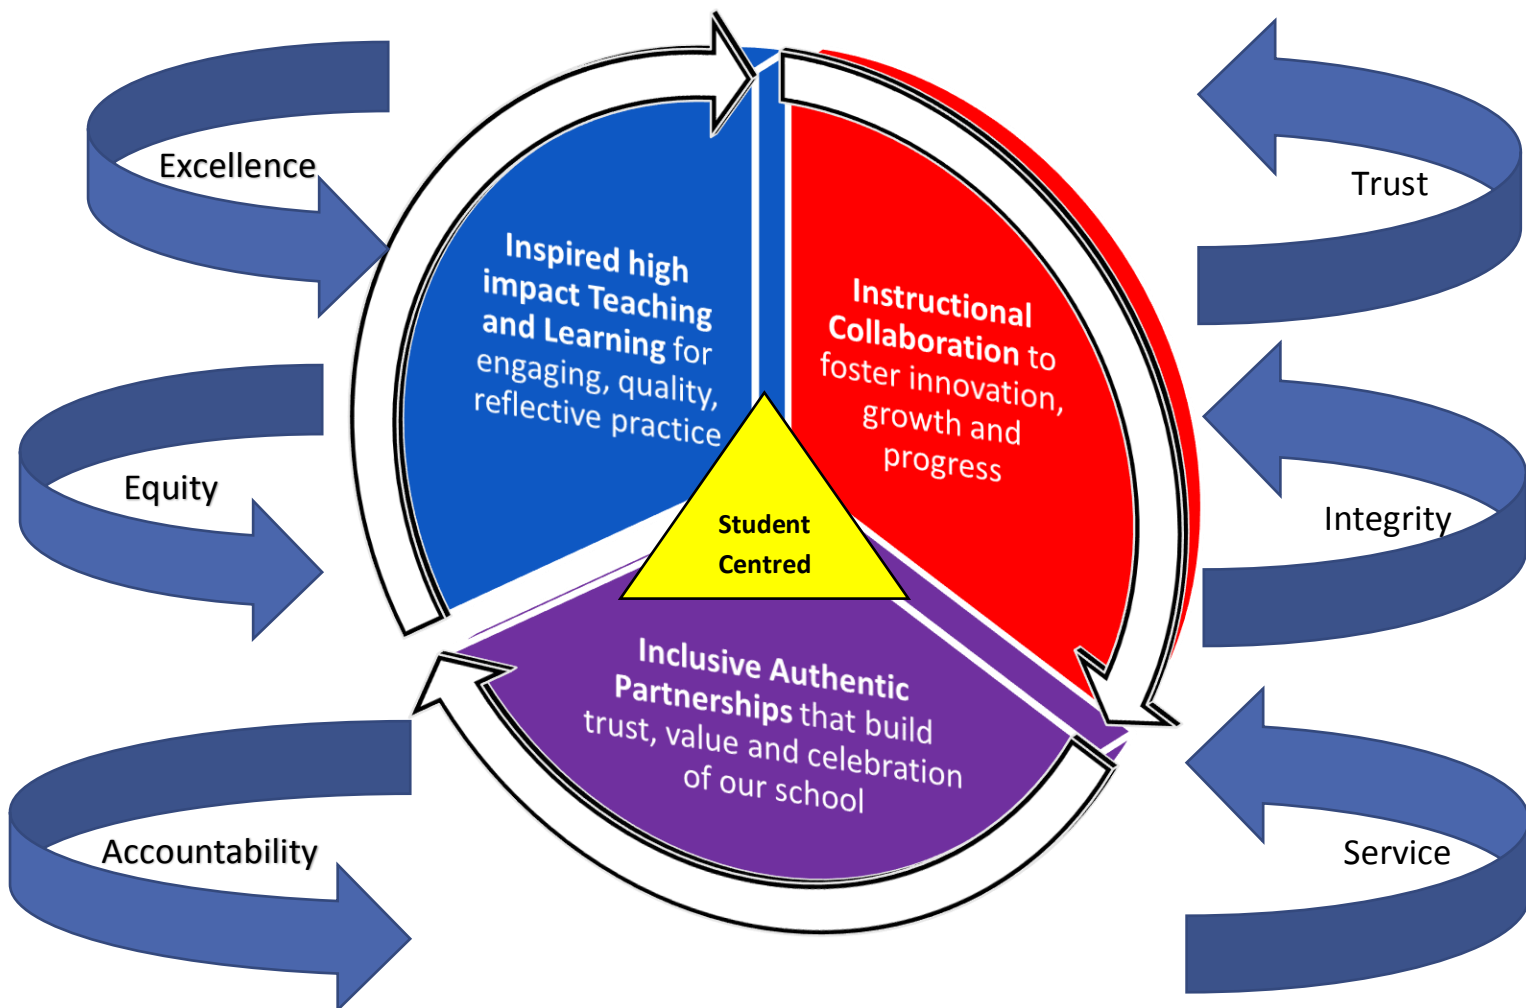 Excellence
Equity
Accountability
Inspired high
impact Teaching
and Learning for
engaging, quality,
reflective practice
Instructional
Collaboration to
foster innovation,
growth and
progress
Student
Centred
Inclusive Authentic
Partnerships that build
trust, value and celebration
of our school
Trust
Integrity
Service